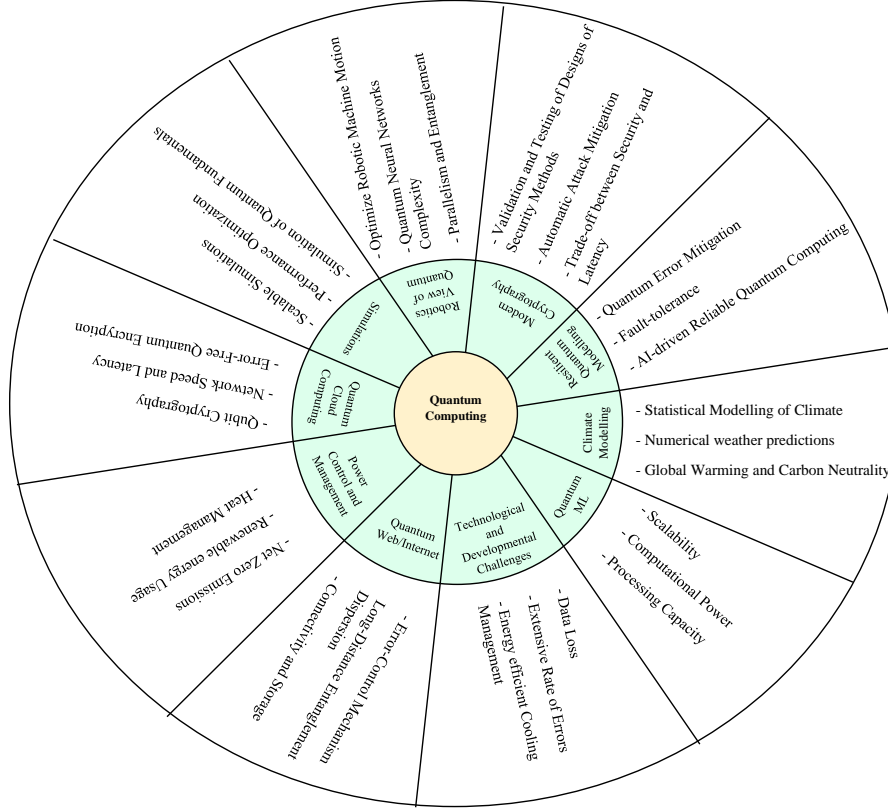 Quantum
Computing
Modern
Cryptography
- Validation and Testing of Designs of
Security Methods
- Automatic Attack Mitigation
- Trade-off between Security and
Latency
Resilient
Quantum
Modelling
- Quantum Error Mitigation
- Fault-tolerance
- AI-driven Reliable Quantum Computing
Climate
Modelling
- Statistical Modelling of Climate
- Numerical weather predictions
- Global Warming and Carbon Neutrality
Quantum
ML
- Scalability
- Computational Power
- Processing Capacity
Technological
and
Developmental
Challenges
- Data Loss
- Extensive Rate of Errors
- Energy efficient Cooling
Management
Quantum
Web/Internet
- Error-Control Mechanism
Long-Distance Entanglement
Dispersion
- Connectivity and Storage
Power
Control and
Management
- Heat Management
- Renewable energy Usage
- Net Zero Emissions
Quantum
Cloud
Computing
- Error-Free Quantum Encryption
- Network Speed and Latency
Qubit Cryptography
Simulations
- Simulation of Quantum Fundamentals
- Performance Optimization
- Scalable Simulations
Robotics
View of
Quantum
- Optimize Robotic Machine Motion
- Quantum Neural Networks
Complexity
- Parallelism and Entanglement